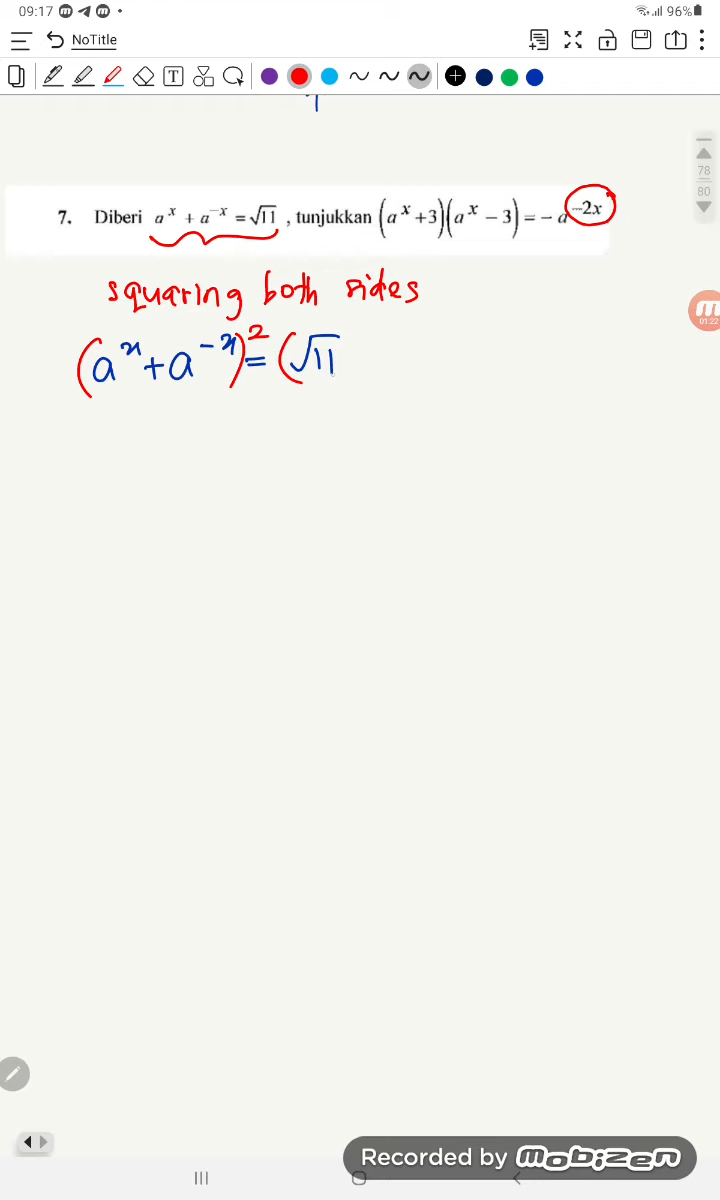 09:17 96%
NoTitle
T
78
80
7. Diberi a^x + a^-x = √11 , tunjukkan (a^x + 3)(a^x − 3) = − a^-2x
01:22
squaring both sides
(a^x + a^-x)^2 = (√11
Recorded by mobizen